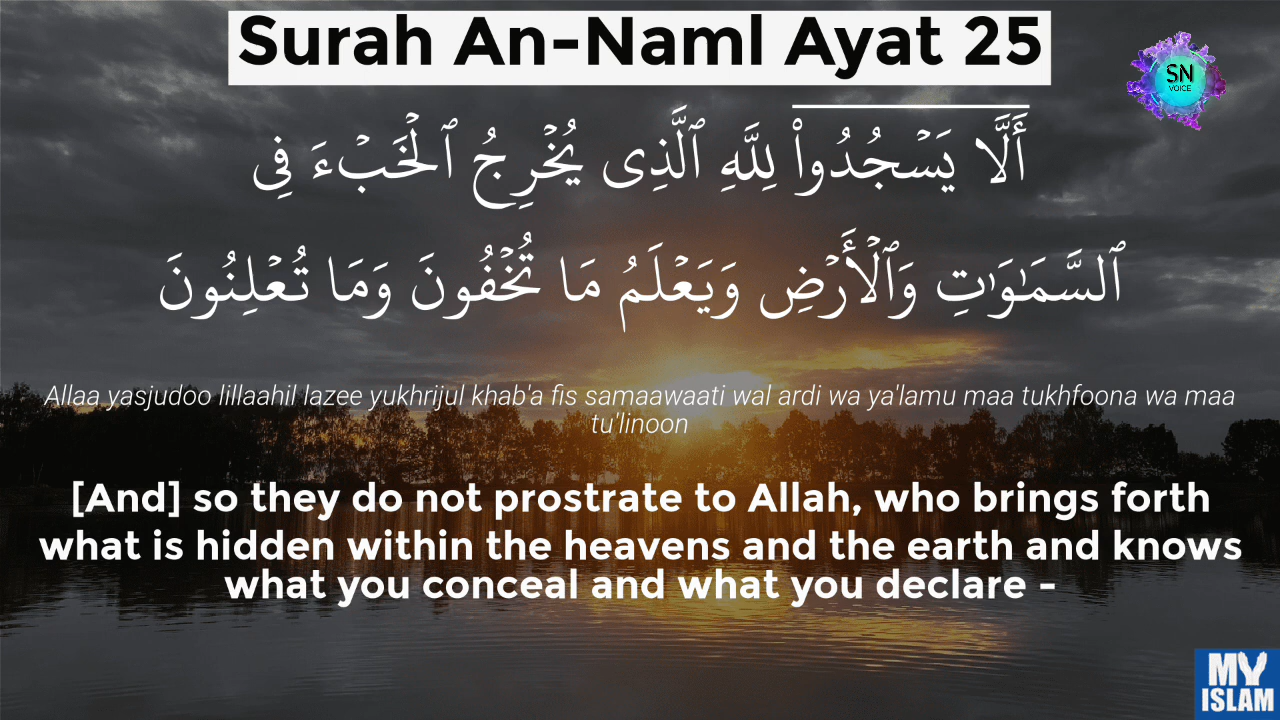 Surah An-Naml Ayat 25
SN
VOICE
أَلَّا يَسْجُدُوا۟ لِلَّهِ ٱلَّذِى يُخْرِجُ ٱلْخَبْءَ فِى
ٱلسَّمَـٰوَٰتِ وَٱلْأَرْضِ وَيَعْلَمُ مَا تُخْفُونَ وَمَا تُعْلِنُونَ
Allaa yasjudoo lillaahil lazee yukhrijul khab'a fis samaawaati wal ardi wa ya'lamu maa tukhfoona wa maa
tu'linoon
[And] so they do not prostrate to Allah, who brings forth
what is hidden within the heavens and the earth and knows
what you conceal and what you declare -
MY
ISLAM